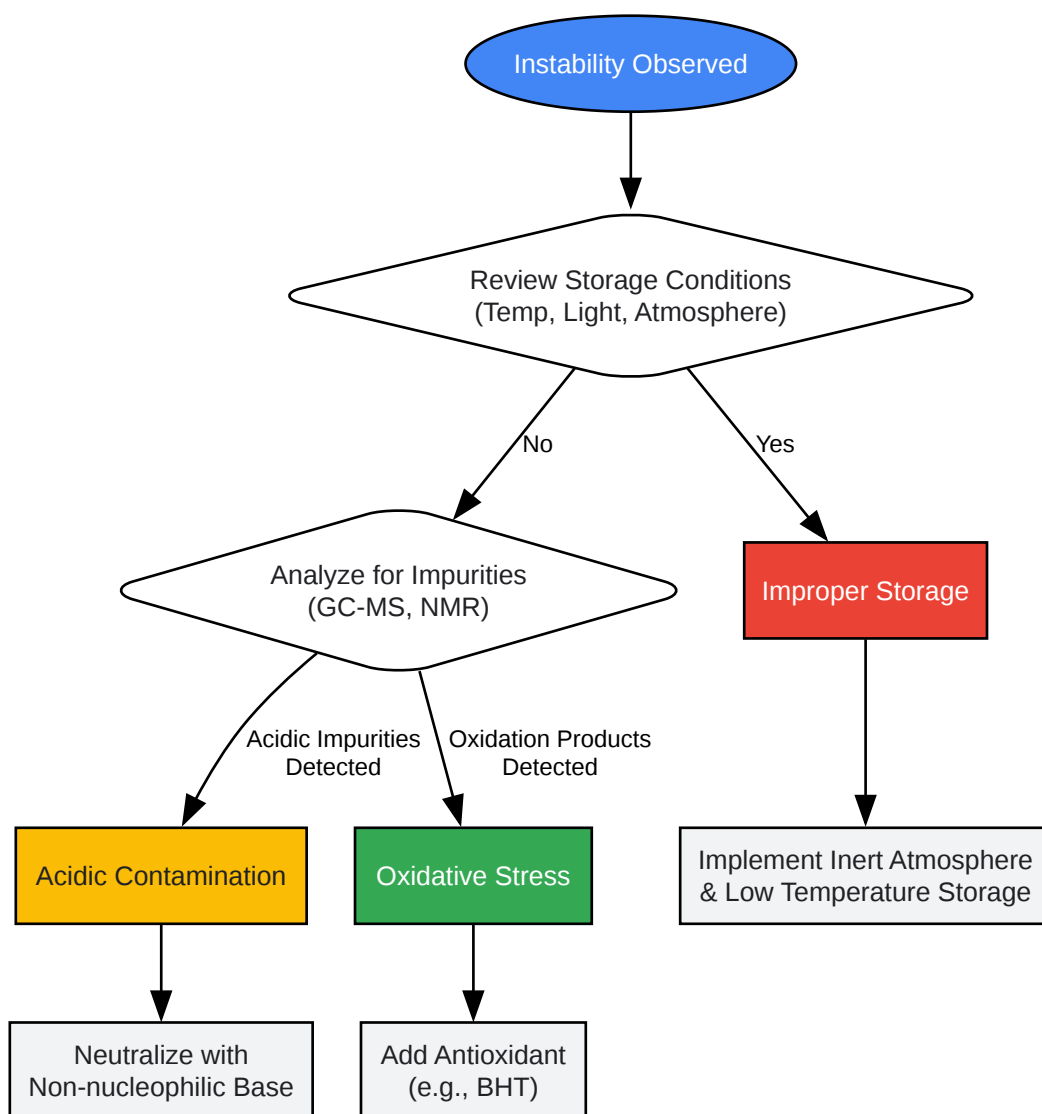 Instability Observed
Review Storage Conditions
(Temp, Light, Atmosphere)
No
Yes
Analyze for Impurities
(GC-MS, NMR)
Improper Storage
Acidic Impurities
Detected
Oxidation Products
Detected
Acidic Contamination
Oxidative Stress
Implement Inert Atmosphere
& Low Temperature Storage
Neutralize with
Non-nucleophilic Base
Add Antioxidant
(e.g., BHT)